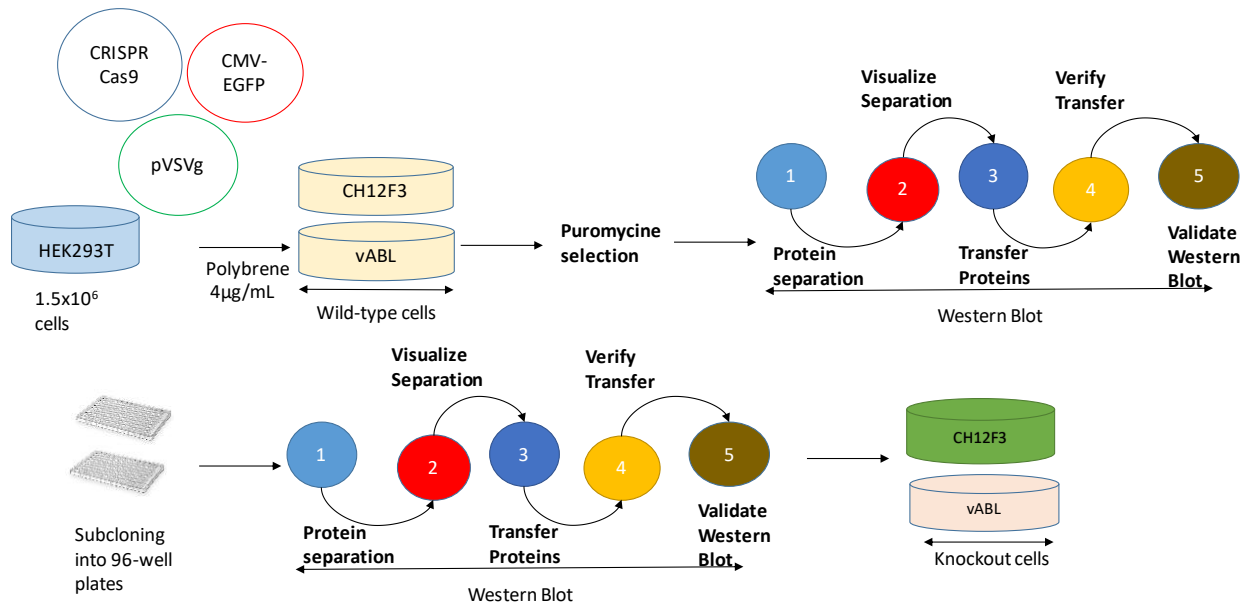 CRISPR
Cas9
CMV-
EGFP
pVSVg
HEK293T
1.5x10⁶
cells
Polybrene
4µg/mL
CH12F3
vABL
Wild-type cells
Puromycine
selection
Visualize
Separation
Verify
Transfer
1
2
3
4
5
Protein
separation
Transfer
Proteins
Validate
Western
Blot
Western Blot
Subcloning
into 96-well
plates
Visualize
Separation
Verify
Transfer
1
2
3
4
5
Protein
separation
Transfer
Proteins
Validate
Western
Blot
Western Blot
CH12F3
vABL
Knockout cells